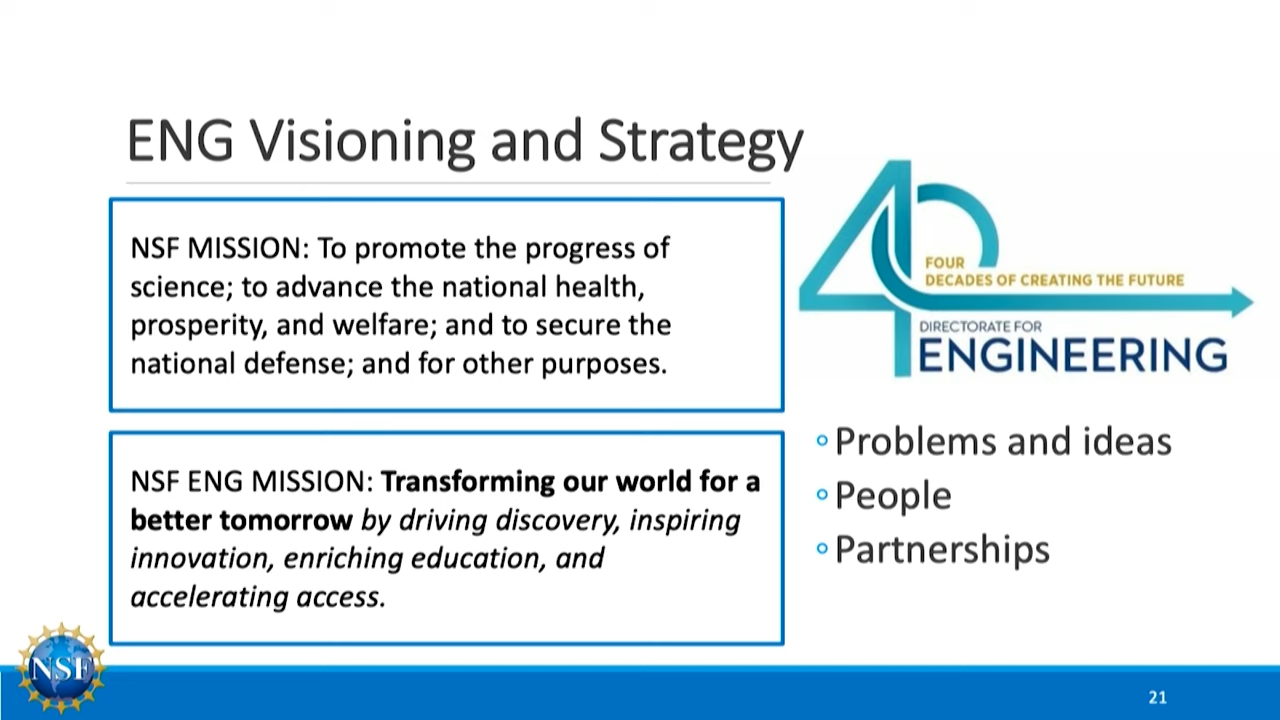 ENG Visioning and Strategy
NSF MISSION: To promote the progress of
science; to advance the national health,
prosperity, and welfare; and to secure the
national defense; and for other purposes.
NSF ENG MISSION: Transforming our world for a
better tomorrow by driving discovery, inspiring
innovation, enriching education, and
accelerating access.
40
FOUR
DECADES OF CREATING THE FUTURE
DIRECTORATE FOR
ENGINEERING
Problems and ideas
People
Partnerships
NSF
21